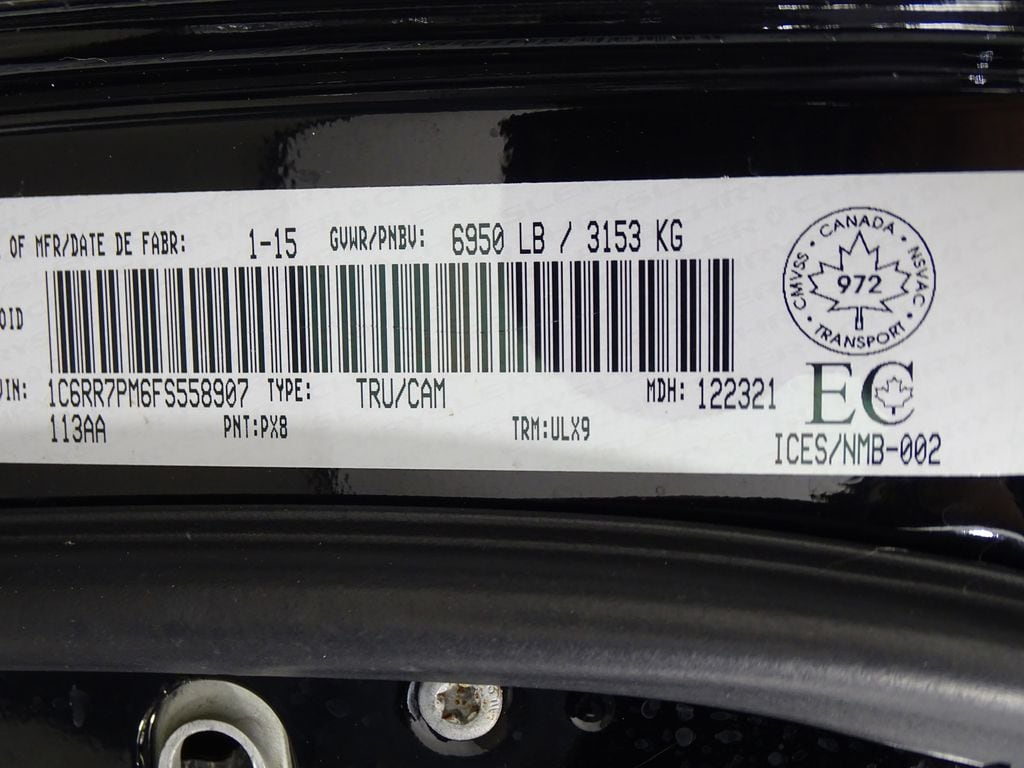 OF MFR/DATE DE FABR: 1-15 GVWR/PNBV: 6950 LB / 3153 KG
OID
VIN: 1C6RR7PM6FS558907 TYPE: TRU/CAM MDH: 122321
113AA PNT:PX8 TRM:ULX9
CANADA • NSVAC • TRANSPORT • CMVSS •
972
EC
ICES/NMB-002